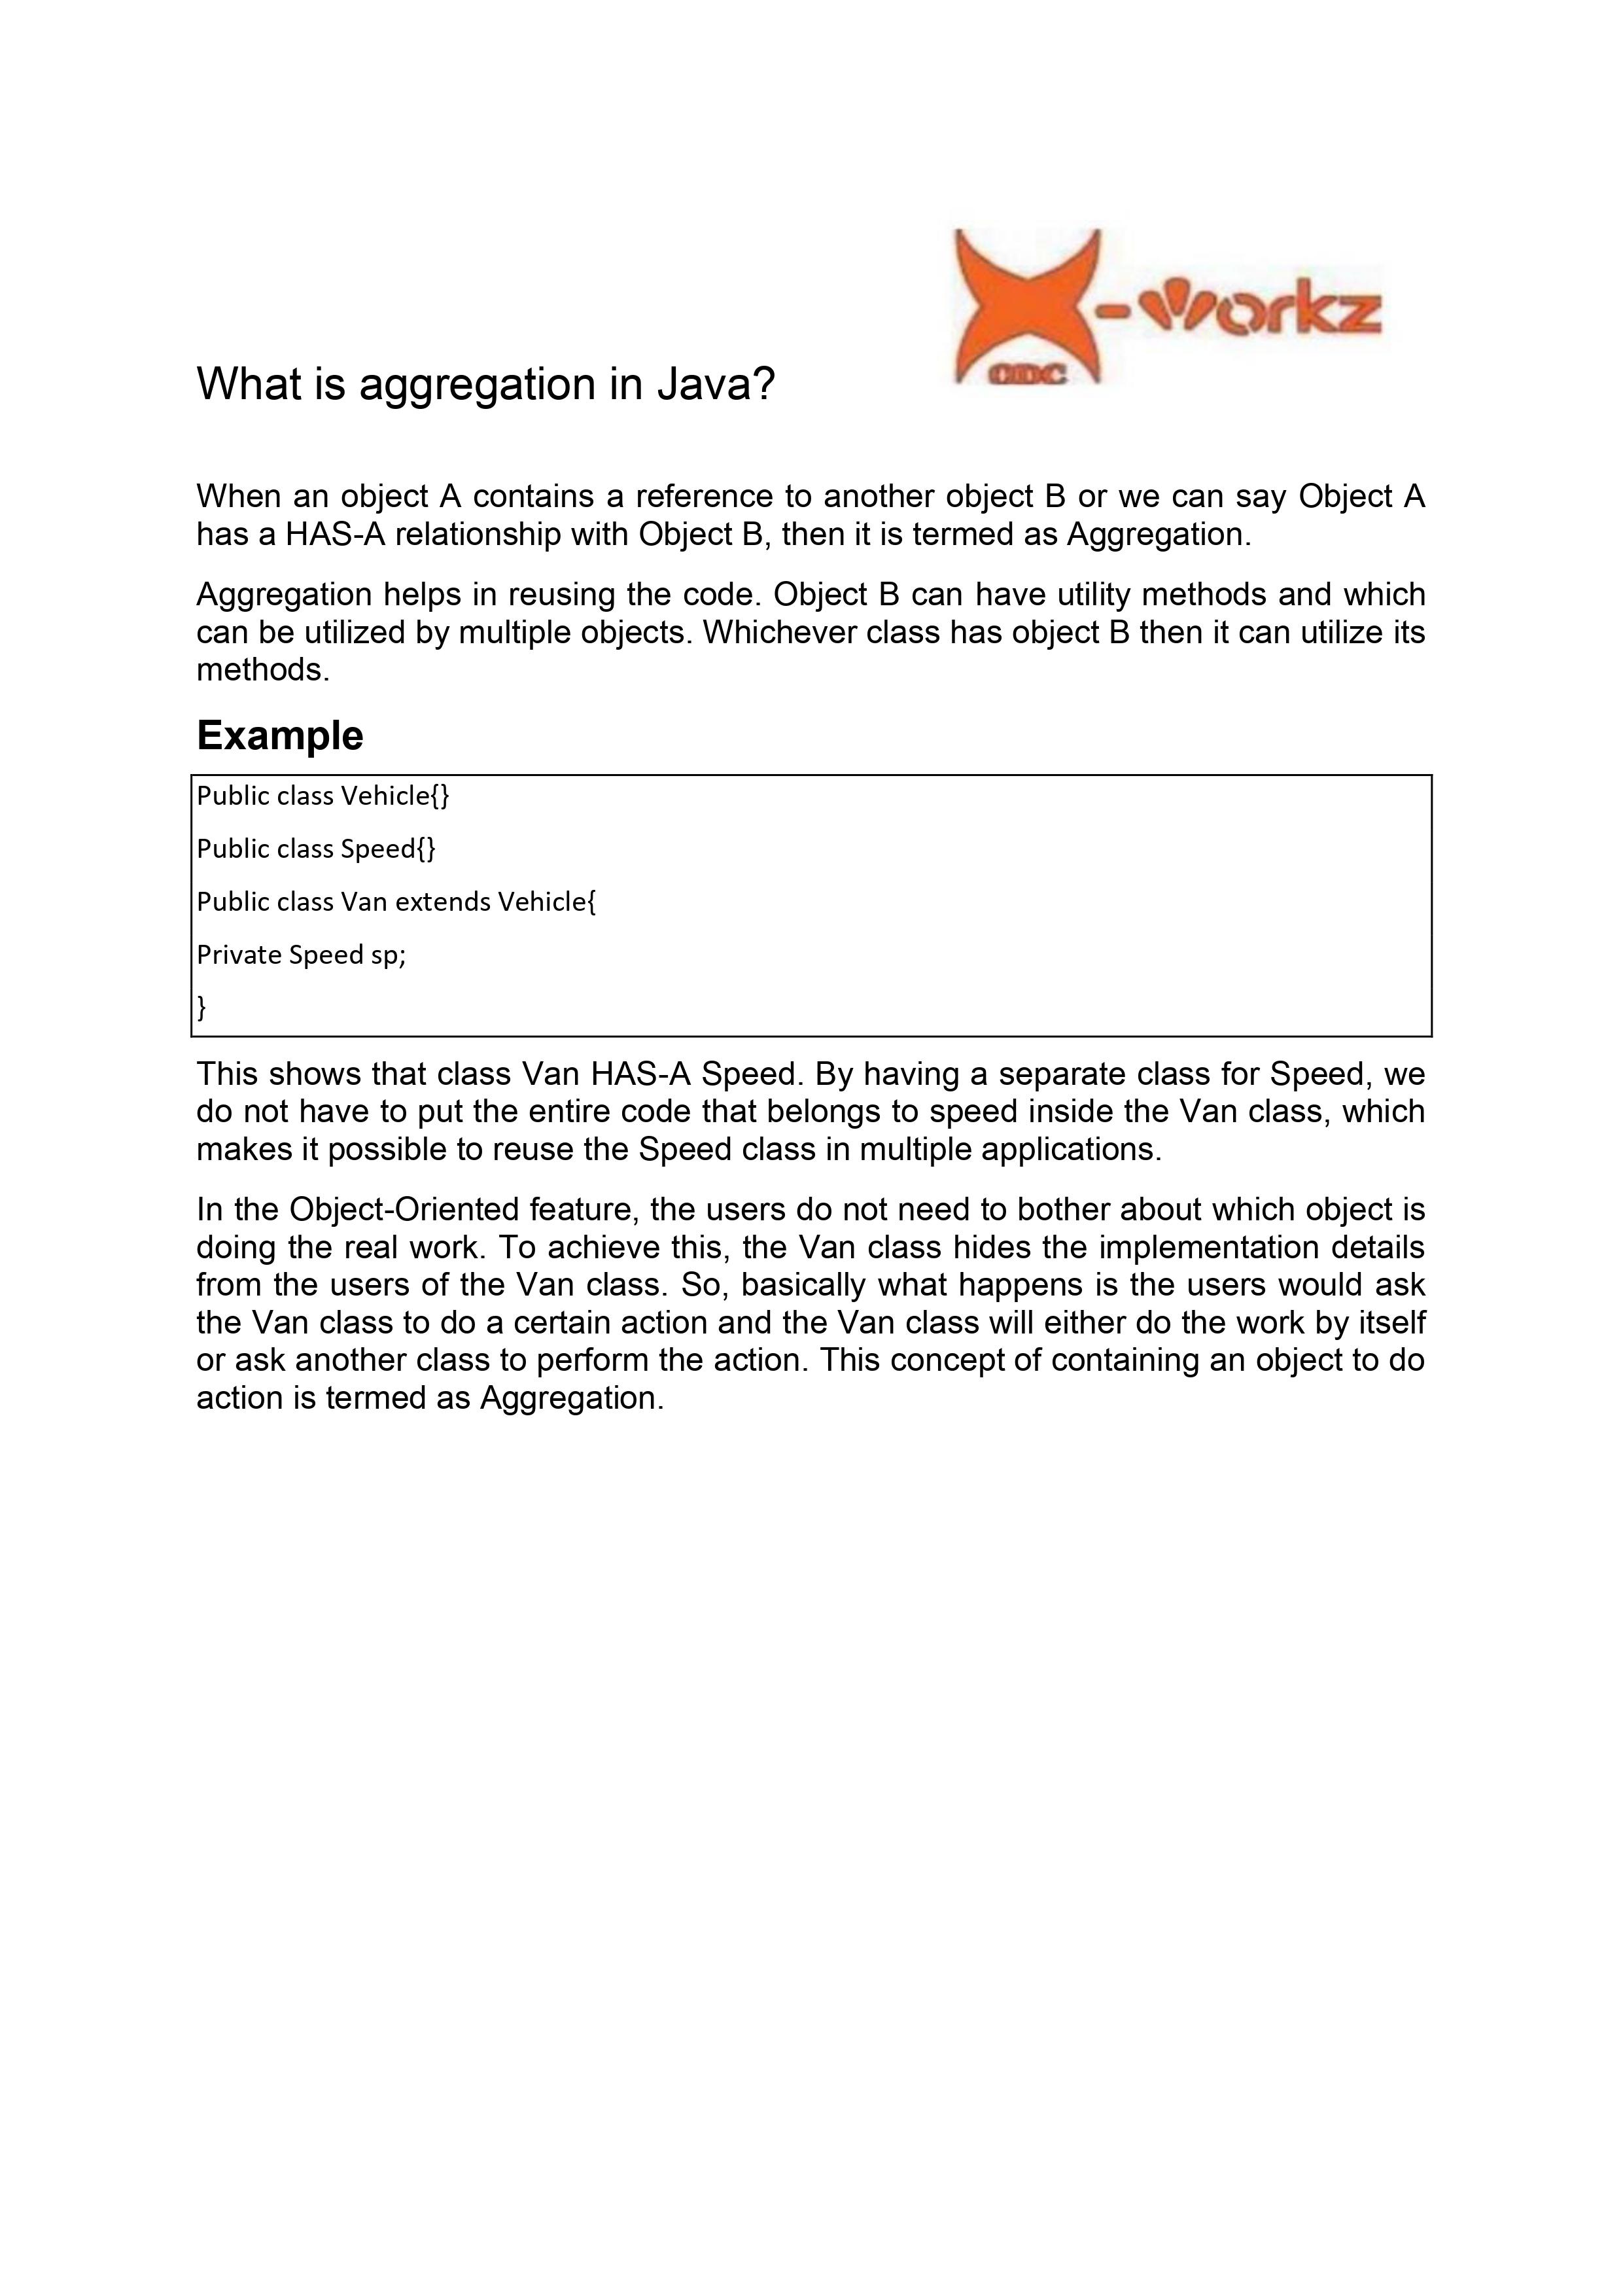 X-workz
ODC
What is aggregation in Java?
When an object A contains a reference to another object B or we can say Object A
has a HAS-A relationship with Object B, then it is termed as Aggregation.
Aggregation helps in reusing the code. Object B can have utility methods and which
can be utilized by multiple objects. Whichever class has object B then it can utilize its
methods.
Example
Public class Vehicle{}
Public class Speed{}
Public class Van extends Vehicle{
Private Speed sp;
}
This shows that class Van HAS-A Speed. By having a separate class for Speed, we
do not have to put the entire code that belongs to speed inside the Van class, which
makes it possible to reuse the Speed class in multiple applications.
In the Object-Oriented feature, the users do not need to bother about which object is
doing the real work. To achieve this, the Van class hides the implementation details
from the users of the Van class. So, basically what happens is the users would ask
the Van class to do a certain action and the Van class will either do the work by itself
or ask another class to perform the action. This concept of containing an object to do
action is termed as Aggregation.